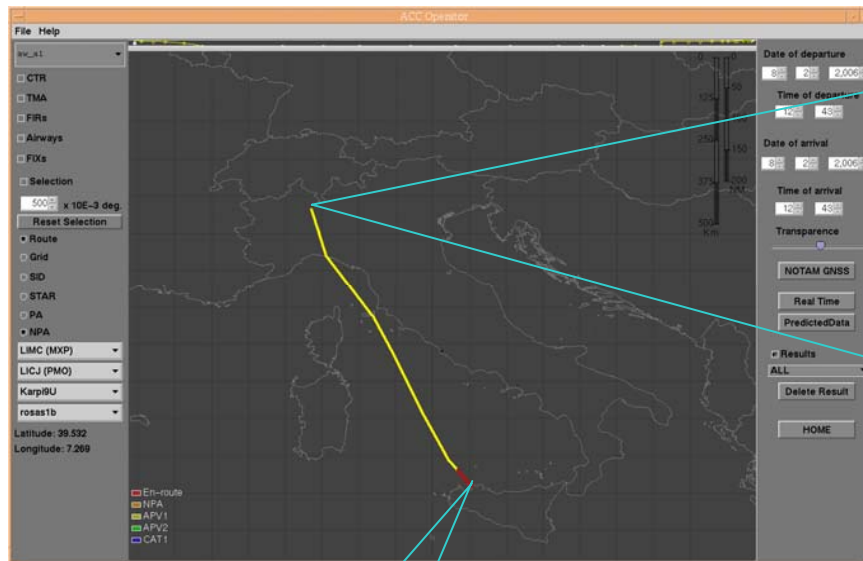 ACC Operator
File Help
sw_x1
CTR
TMA
FIRs
Airways
FIXs
Selection
500 x 10E-3 deg.
Reset Selection
Route
Grid
SID
STAR
PA
NPA
LIMC (MXP)
LICJ (PMO)
Karpi9U
rosas1b
Latitude: 39.532
Longitude: 7.269
En-route
NPA
APV1
APV2
CAT1
0 0
50
125
100
250
150
375
200
NM
500
Km
Date of departure
8 2 2,006
Time of departure
12 43
Date of arrival
8 2 2,006
Time of arrival
12 43
Transparence
NOTAM GNSS
Real Time
PredictedData
Results
ALL
Delete Result
HOME